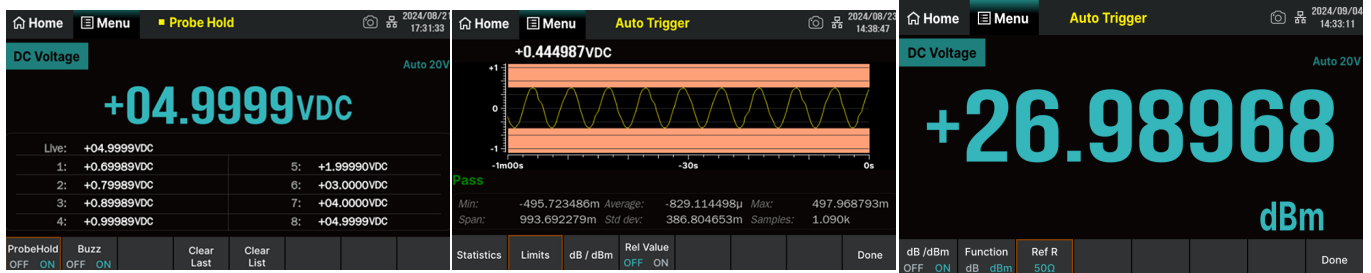 Home Menu Probe Hold 2024/08/21
17:31:33
DC Voltage
Auto 20V
+04.9999VDC
Live: +04.9999VDC
1: +0.69989VDC 5: +1.99990VDC
2: +0.79989VDC 6: +03.0000VDC
3: +0.89989VDC 7: +04.0000VDC
4: +0.99989VDC 8: +04.9999VDC
ProbeHold Buzz Clear Clear
OFF ON OFF ON Last List
Home Menu Auto Trigger 2024/08/23
14:38:47
+0.444987VDC
+1
0
-1
-1m00s -30s 0s
Pass
Min: -495.723486m Average: -829.114498µ Max: 497.968793m
Span: 993.692279m Std dev: 386.804653m Samples: 1.090k
Statistics Limits dB / dBm Rel Value Done
OFF ON
Home Menu Auto Trigger 2024/09/04
14:33:11
DC Voltage
Auto 20V
+26.98968
dBm
dB /dBm Function Ref R Done
OFF ON dB dBm 50Ω